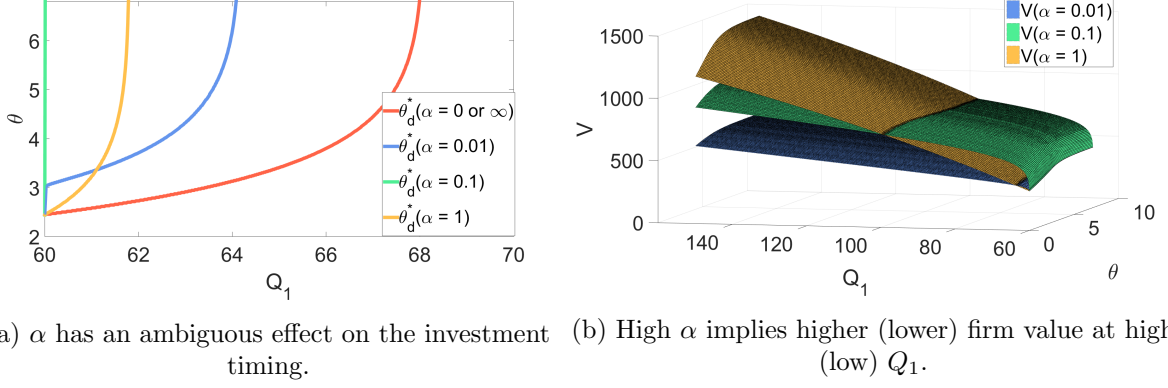 6
5
4
3
2
θ
60
62
64
66
68
70
Q1
θ*d(α = 0 or ∞)
θ*d(α = 0.01)
θ*d(α = 0.1)
θ*d(α = 1)
a) α has an ambiguous effect on the investment
timing.
1500
1000
500
0
V
140
120
100
80
60
Q1
0
5
10
θ
V(α = 0.01)
V(α = 0.1)
V(α = 1)
(b) High α implies higher (lower) firm value at high
(low) Q1.